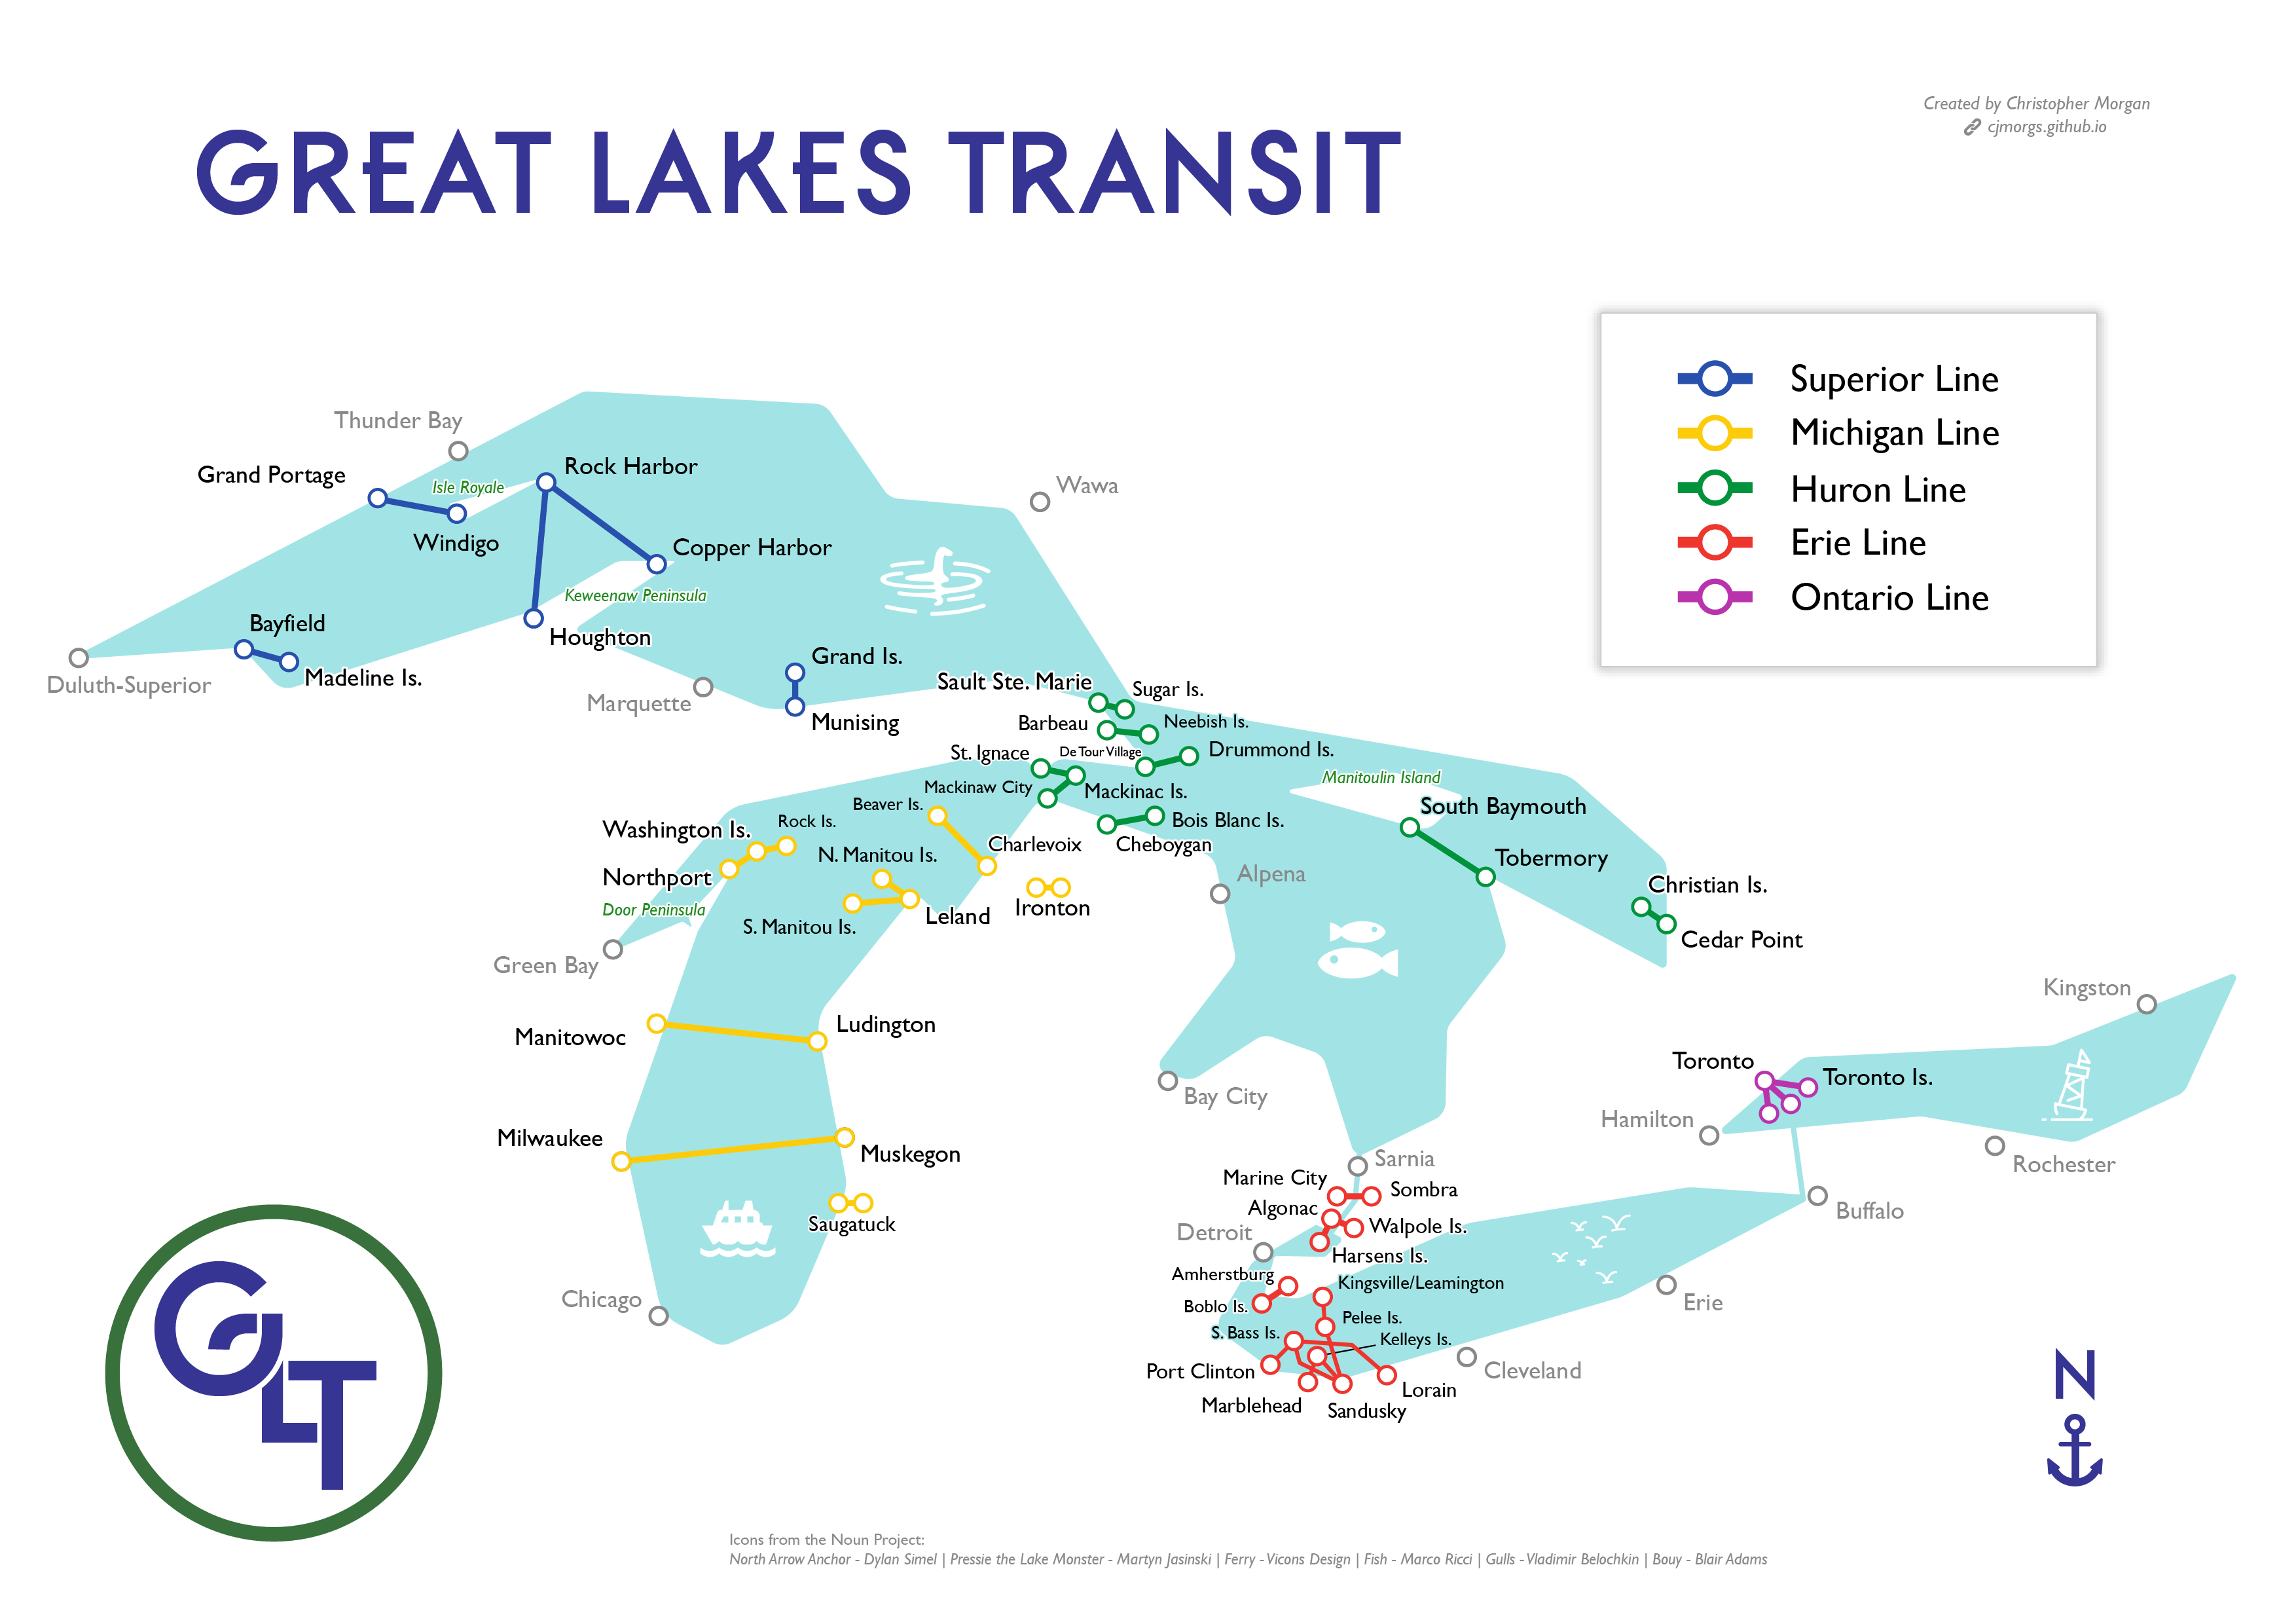 Created by Christopher Morgan
cjmorgs.github.io
GREAT LAKES TRANSIT
Superior Line
Michigan Line
Huron Line
Erie Line
Ontario Line
Thunder Bay
Grand Portage
Isle Royale
Rock Harbor
Windigo
Copper Harbor
Keweenaw Peninsula
Houghton
Bayfield
Madeline Is.
Duluth-Superior
Wawa
Grand Is.
Marquette
Munising
Sault Ste. Marie
Sugar Is.
Barbeau
Neebish Is.
St. Ignace
De Tour Village
Drummond Is.
Mackinaw City
Mackinac Is.
Manitoulin Island
South Baymouth
Beaver Is.
Bois Blanc Is.
Washington Is.
Rock Is.
Charlevoix
Cheboygan
N. Manitou Is.
Tobermory
Northport
Alpena
Christian Is.
Door Peninsula
S. Manitou Is.
Leland
Ironton
Cedar Point
Green Bay
Manitowoc
Ludington
Kingston
Toronto
Toronto Is.
Bay City
Hamilton
Milwaukee
Muskegon
Sarnia
Rochester
Marine City
Sombra
Algonac
Walpole Is.
Buffalo
Saugatuck
Detroit
Harsens Is.
Amherstburg
Kingsville/Leamington
Chicago
Boblo Is.
Pelee Is.
Erie
S. Bass Is.
Kelleys Is.
Port Clinton
Cleveland
Lorain
Marblehead
Sandusky
GLT
N
Icons from the Noun Project:
North Arrow Anchor - Dylan Simel | Pressie the Lake Monster - Martyn Jasinski | Ferry - Vicons Design | Fish - Marco Ricci | Gulls - Vladimir Belochkin | Bouy - Blair Adams